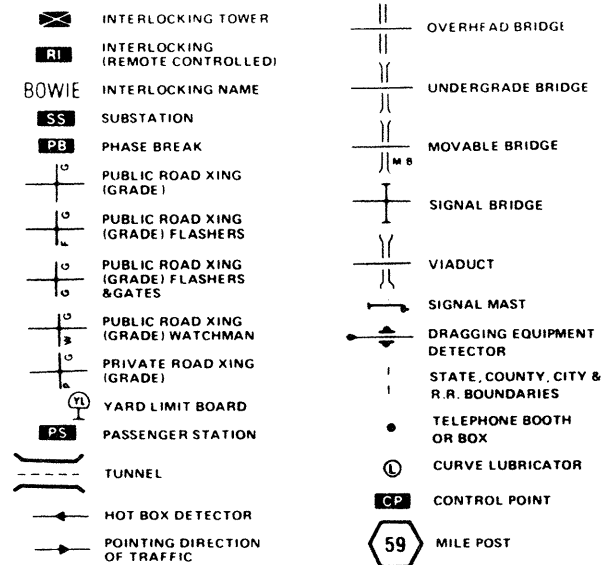 INTERLOCKING TOWER
RI INTERLOCKING
(REMOTE CONTROLLED)
BOWIE INTERLOCKING NAME
SS SUBSTATION
PB PHASE BREAK
G PUBLIC ROAD XING
(GRADE)
G PUBLIC ROAD XING
F (GRADE) FLASHERS
G PUBLIC ROAD XING
(GRADE) FLASHERS
G &GATES
G PUBLIC ROAD XING
W (GRADE) WATCHMAN
PRIVATE ROAD XING
P (GRADE)
YL YARD LIMIT BOARD
PS PASSENGER STATION
TUNNEL
HOT BOX DETECTOR
POINTING DIRECTION
OF TRAFFIC
OVERHEAD BRIDGE
UNDERGRADE BRIDGE
MOVABLE BRIDGE
M B
SIGNAL BRIDGE
VIADUCT
SIGNAL MAST
DRAGGING EQUIPMENT
DETECTOR
STATE, COUNTY, CITY &
R.R. BOUNDARIES
TELEPHONE BOOTH
OR BOX
L CURVE LUBRICATOR
CP CONTROL POINT
59 MILE POST